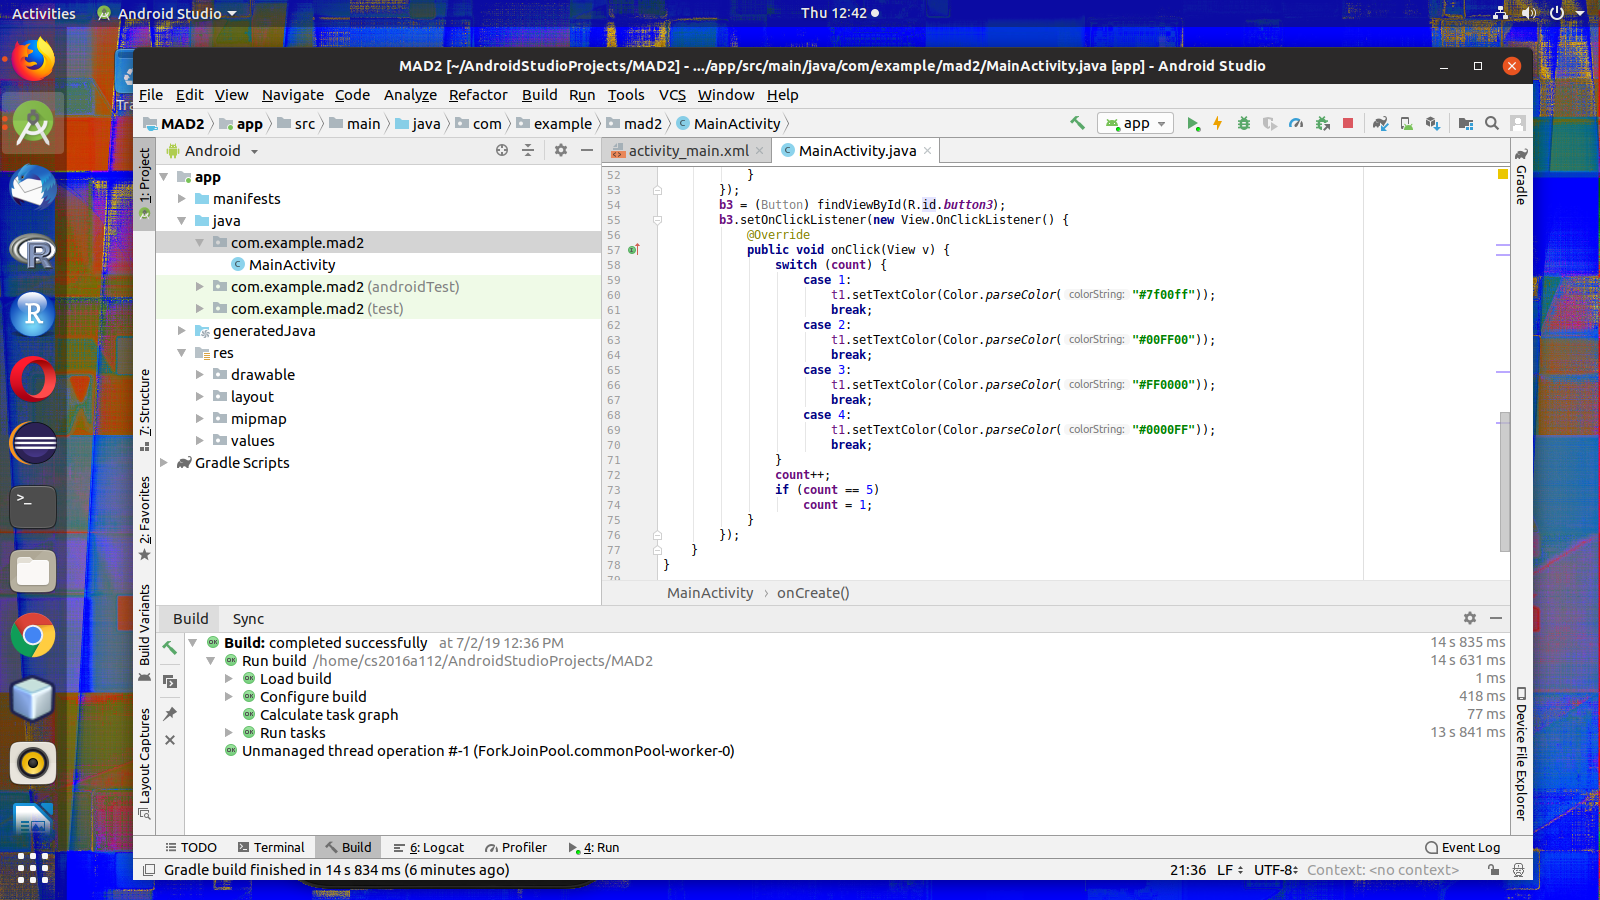 Activities
Android Studio
Thu 12:42
MAD2 [~/AndroidStudioProjects/MAD2] - .../app/src/main/java/com/example/mad2/MainActivity.java [app] - Android Studio
File Edit View Navigate Code Analyze Refactor Build Run Tools VCS Window Help
MAD2 app src main java com example mad2 MainActivity
app
1: Project
7: Structure
2: Favorites
Build Variants
Layout Captures
Android
app
manifests
java
com.example.mad2
MainActivity
com.example.mad2 (androidTest)
com.example.mad2 (test)
generatedJava
res
drawable
layout
mipmap
values
Gradle Scripts
activity_main.xml
MainActivity.java
52 }
53 });
54 b3 = (Button) findViewById(R.id.button3);
55 b3.setOnClickListener(new View.OnClickListener() {
56 @Override
57 public void onClick(View v) {
58 switch (count) {
59 case 1:
60 t1.setTextColor(Color.parseColor( colorString: "#7f00ff"));
61 break;
62 case 2:
63 t1.setTextColor(Color.parseColor( colorString: "#00FF00"));
64 break;
65 case 3:
66 t1.setTextColor(Color.parseColor( colorString: "#FF0000"));
67 break;
68 case 4:
69 t1.setTextColor(Color.parseColor( colorString: "#0000FF"));
70 break;
71 }
72 count++;
73 if (count == 5)
74 count = 1;
75 }
76 });
77 }
78 }
MainActivity › onCreate()
Gradle
Device File Explorer
Build Sync
Build: completed successfully at 7/2/19 12:36 PM 14 s 835 ms
Run build /home/cs2016a112/AndroidStudioProjects/MAD2 14 s 631 ms
Load build 1 ms
Configure build 418 ms
Calculate task graph 77 ms
Run tasks 13 s 841 ms
Unmanaged thread operation #-1 (ForkJoinPool.commonPool-worker-0)
TODO Terminal Build 6: Logcat Profiler 4: Run Event Log
Gradle build finished in 14 s 834 ms (6 minutes ago) 21:36 LF UTF-8 Context: <no context>